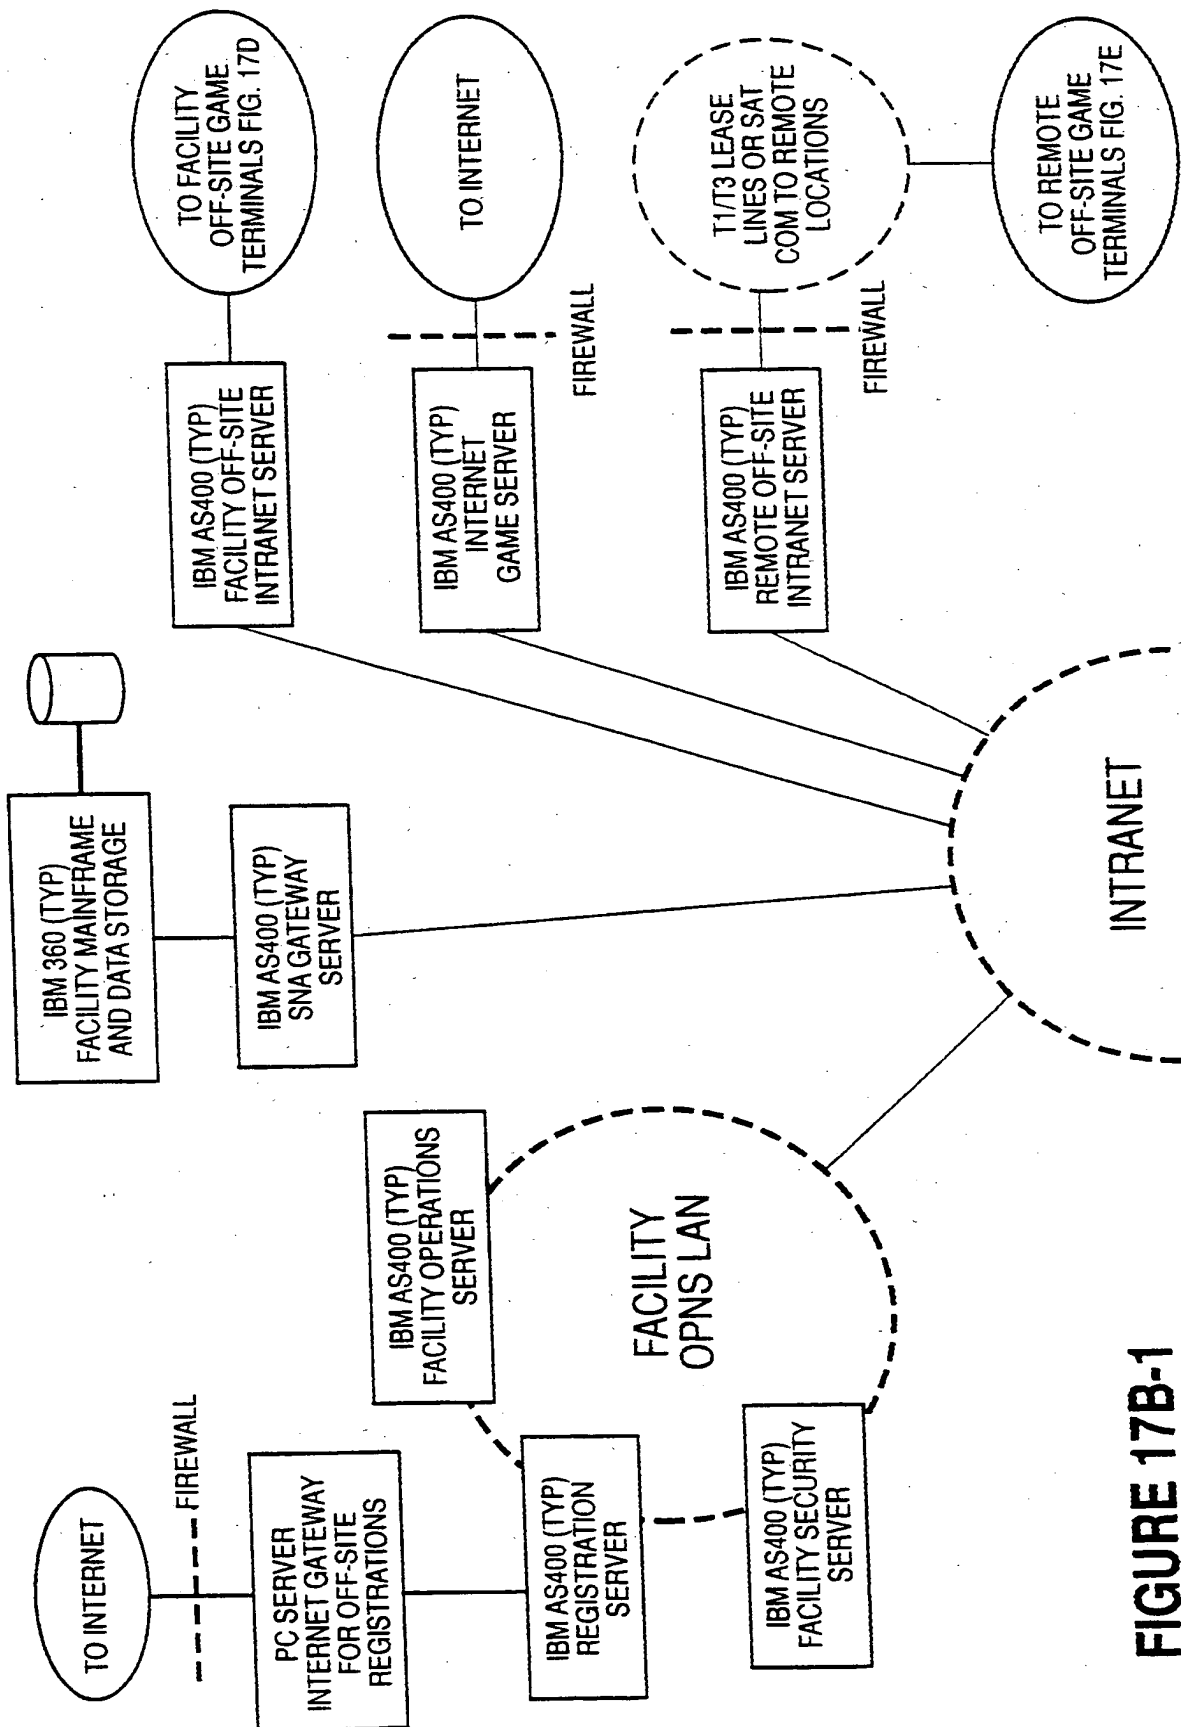 TO INTERNET
FIREWALL
PC SERVER
INTERNET GATEWAY
FOR OFF-SITE
REGISTRATIONS
IBM AS400 (TYP)
REGISTRATION
SERVER
IBM AS400 (TYP)
FACILITY SECURITY
SERVER
IBM AS400 (TYP)
FACILITY OPERATIONS
SERVER
FACILITY
OPNS LAN
IBM 360 (TYP)
FACILITY MAINFRAME
AND DATA STORAGE
IBM AS400 (TYP)
SNA GATEWAY
SERVER
IBM AS400 (TYP)
FACILITY OFF-SITE
INTRANET SERVER
TO FACILITY
OFF-SITE GAME
TERMINALS FIG. 17D
IBM AS400 (TYP)
INTERNET
GAME SERVER
FIREWALL
TO INTERNET
IBM AS400 (TYP)
REMOTE OFF-SITE
INTRANET SERVER
FIREWALL
T1/T3 LEASE
LINES OR SAT
COM TO REMOTE
LOCATIONS
TO REMOTE
OFF-SITE GAME
TERMINALS FIG. 17E
INTRANET
FIGURE 17B-1